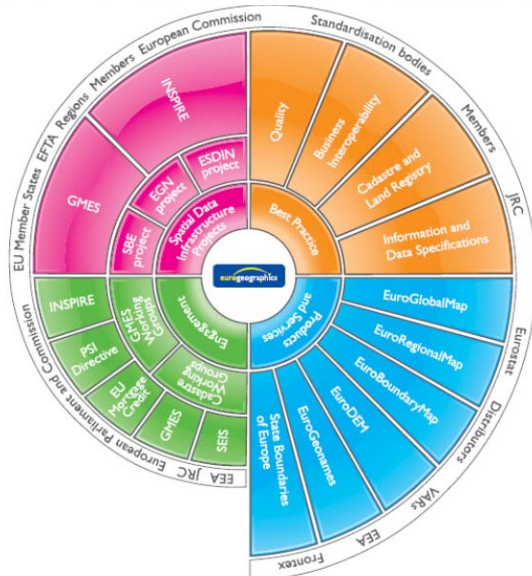 EU Member States EFTA Regions Members European Commission
Standardisation bodies
Members
JRC
INSPIRE
GMES
ESDIN
project
EGN
project
SBE
project
Spatial Data
Infrastructure
Projects
Quality
Business
Interoperability
Cadastre and
Land Registry
Information and
Data Specifications
Best Practice
eurogeographics
Engagement
GMES
Working
Groups
Cadastre
Working
Groups
INSPIRE
PSI
Directive
EU
Mortgage
Credit
GMES
SEIS
European Parliament and Commission
JRC
EEA
Products
and Services
EuroGlobalMap
EuroRegionalMap
EuroBoundaryMap
EuroDEM
EuroGeonames
State Boundaries
of Europe
Eurostat
Distributors
VARs
EEA
Frontex